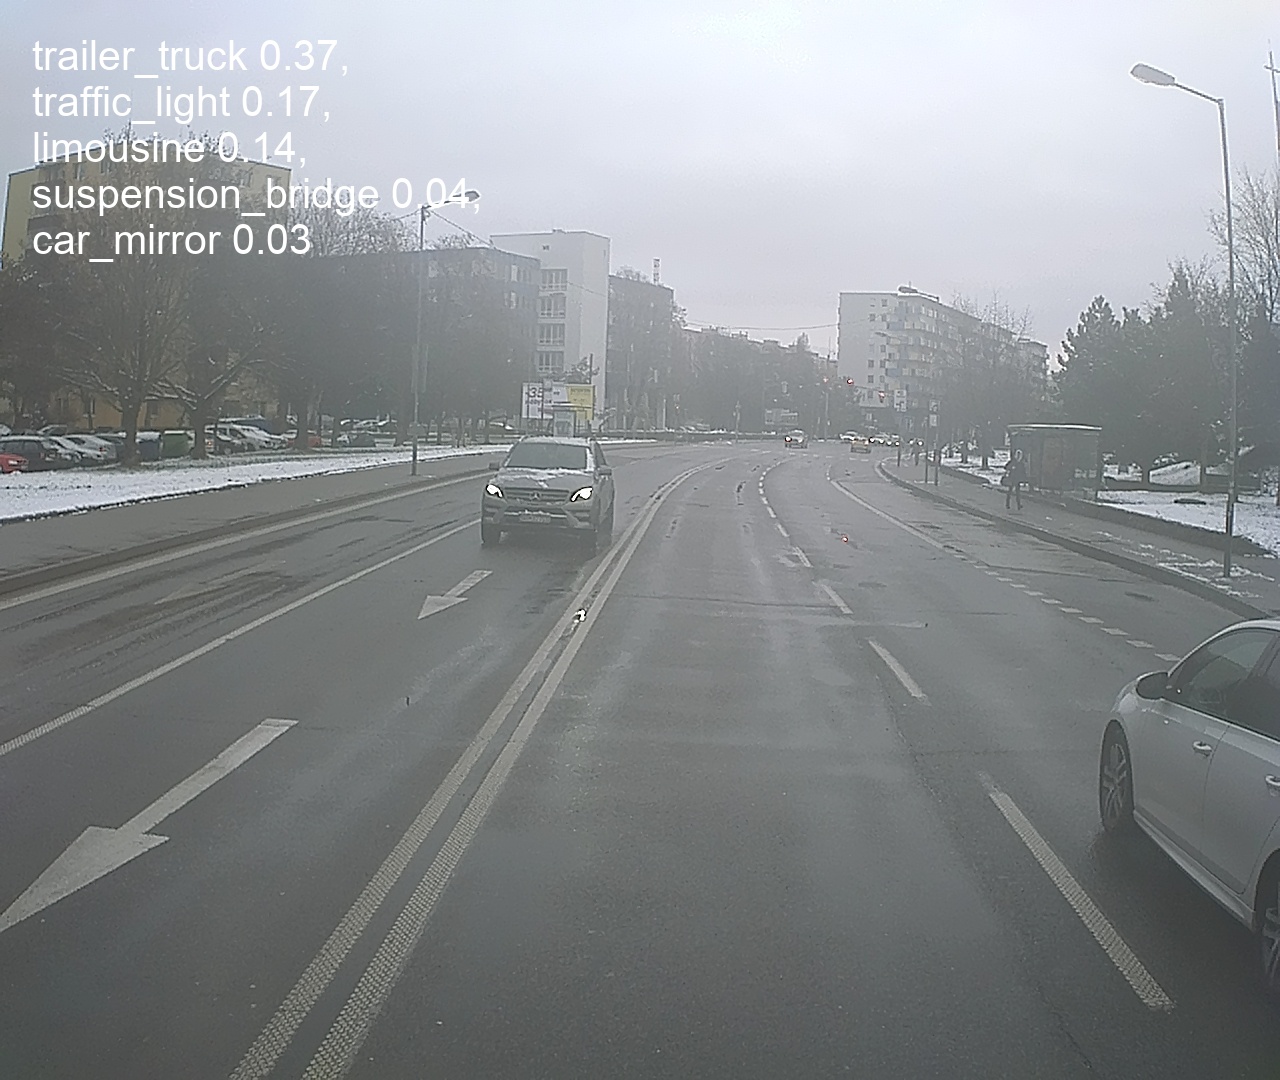 trailer_truck 0.37,
traffic_light 0.17,
limousine 0.14,
suspension_bridge 0.04,
car_mirror 0.03